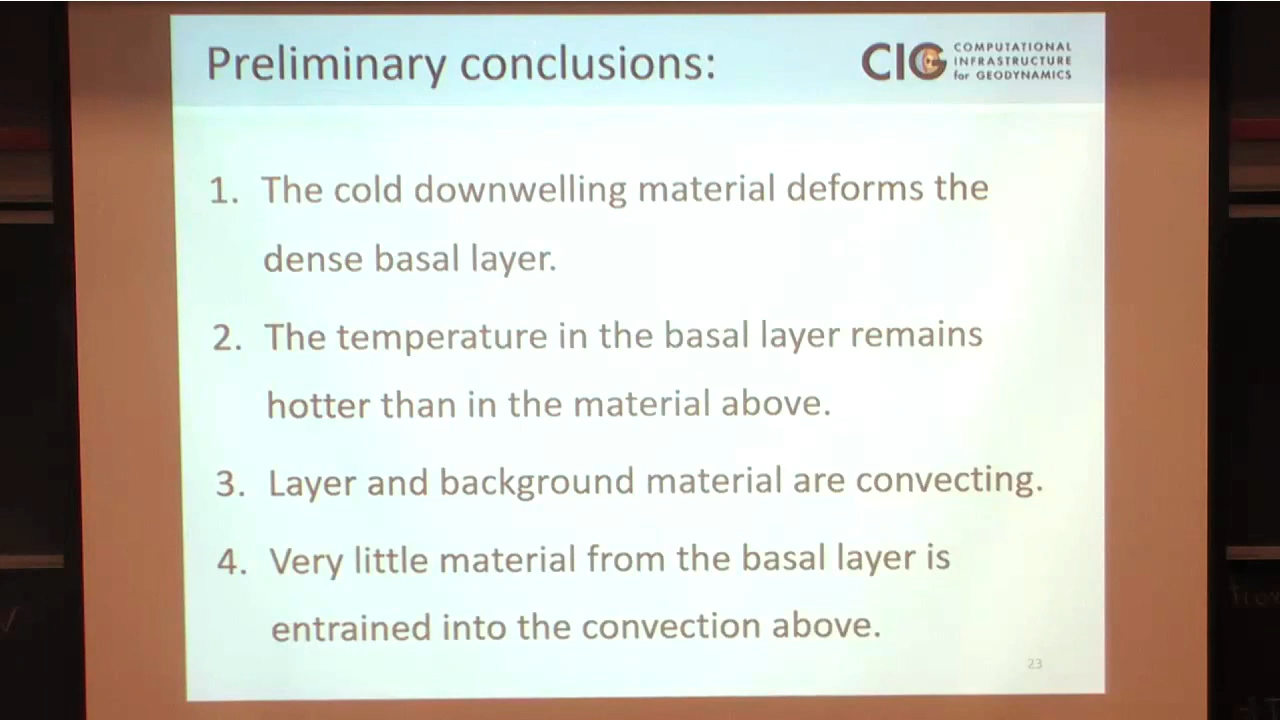 Preliminary conclusions:
CIG COMPUTATIONAL
INFRASTRUCTURE
for GEODYNAMICS
1. The cold downwelling material deforms the
dense basal layer.
2. The temperature in the basal layer remains
hotter than in the material above.
3. Layer and background material are convecting.
4. Very little material from the basal layer is
entrained into the convection above.
23